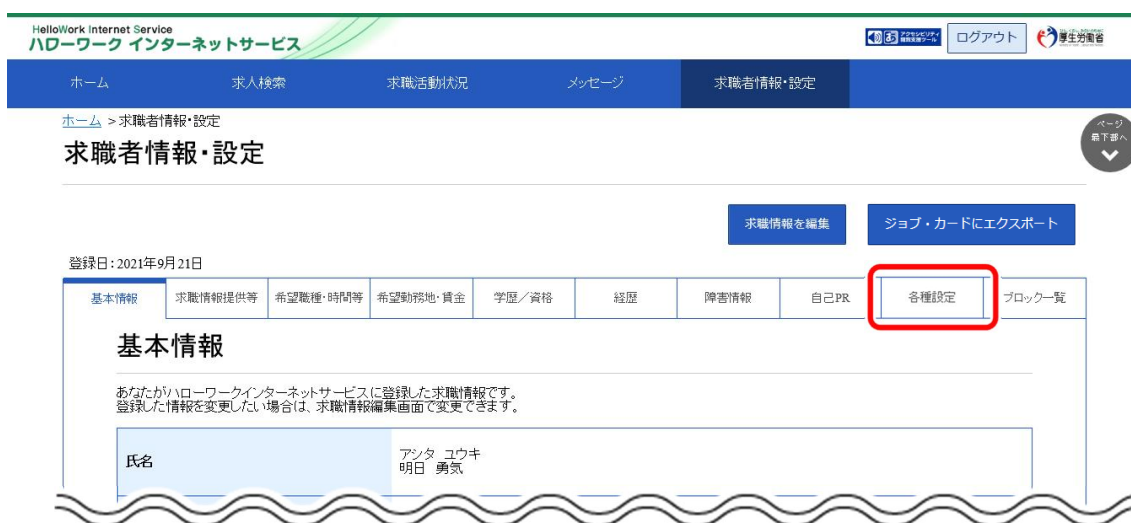 HelloWork Internet Service
ハローワーク インターネットサービス
ログアウト
厚生労働省
ホーム
求人検索
求職活動状況
メッセージ
求職者情報・設定
ホーム >求職者情報・設定
ページ
最下部へ
求職者情報・設定
求職情報を編集
ジョブ・カードにエクスポート
登録日:2021年9月21日
基本情報
求職情報提供等
希望職種・時間等
希望勤務地・賃金
学歴/資格
経歴
障害情報
自己PR
各種設定
ブロック一覧
基本情報
あなたがハローワークインターネットサービスに登録した求職情報です。
登録した情報を変更したい場合は、求職情報編集画面で変更できます。
氏名
アシタ ユウキ
明日 勇気